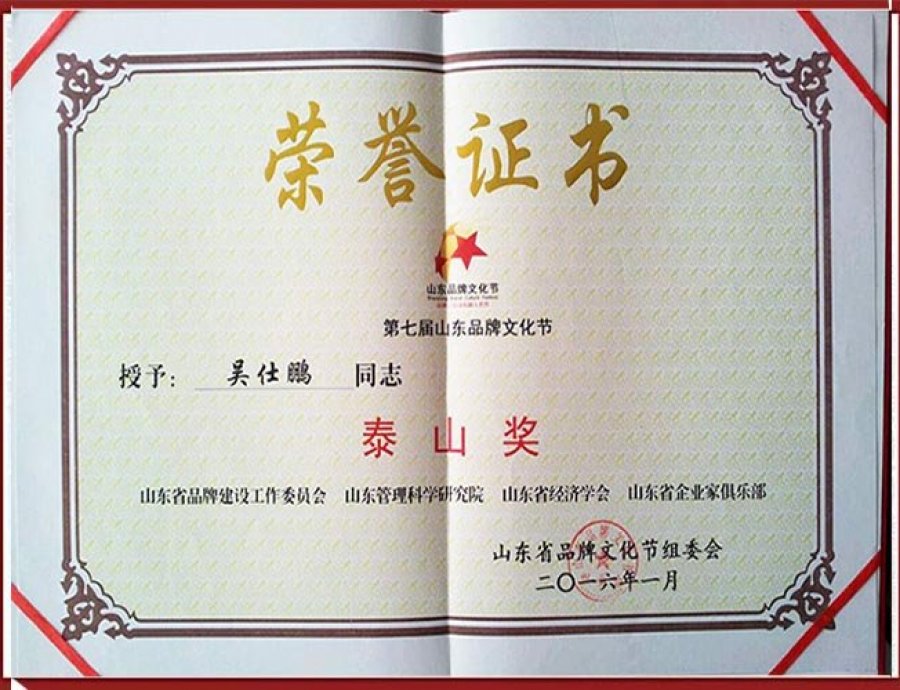 荣誉证书
山东品牌文化节
第七届山东品牌文化节
授予： 吴仕鹏 同志
泰山奖
山东省品牌建设工作委员会 山东管理科学研究院 山东省经济学会 山东省企业家俱乐部
山东省品牌文化节组委会
二〇一六年一月